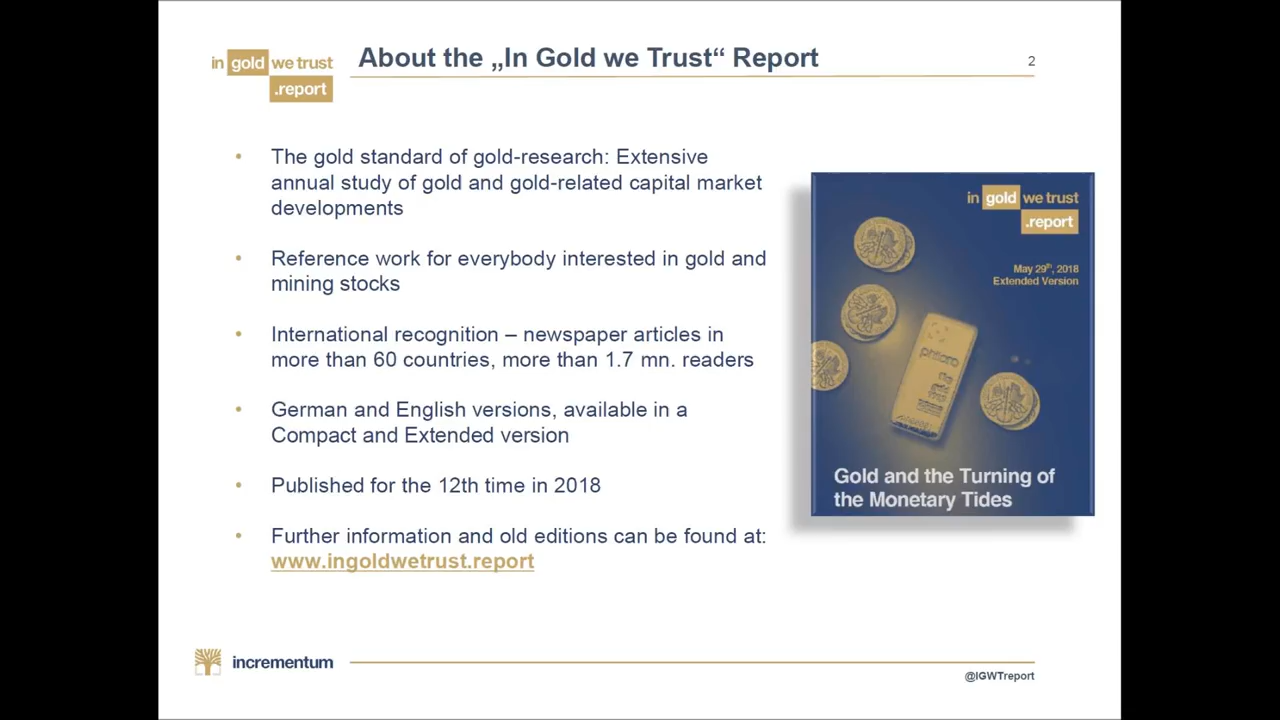 in gold we trust
.report
About the „In Gold we Trust“ Report
2
• The gold standard of gold-research: Extensive
annual study of gold and gold-related capital market
developments
• Reference work for everybody interested in gold and
mining stocks
• International recognition – newspaper articles in
more than 60 countries, more than 1.7 mn. readers
• German and English versions, available in a
Compact and Extended version
• Published for the 12th time in 2018
• Further information and old editions can be found at:
www.ingoldwetrust.report
in gold we trust
.report
May 29th, 2018
Extended Version
philoro
Gold and the Turning of
the Monetary Tides
incrementum
@IGWTreport